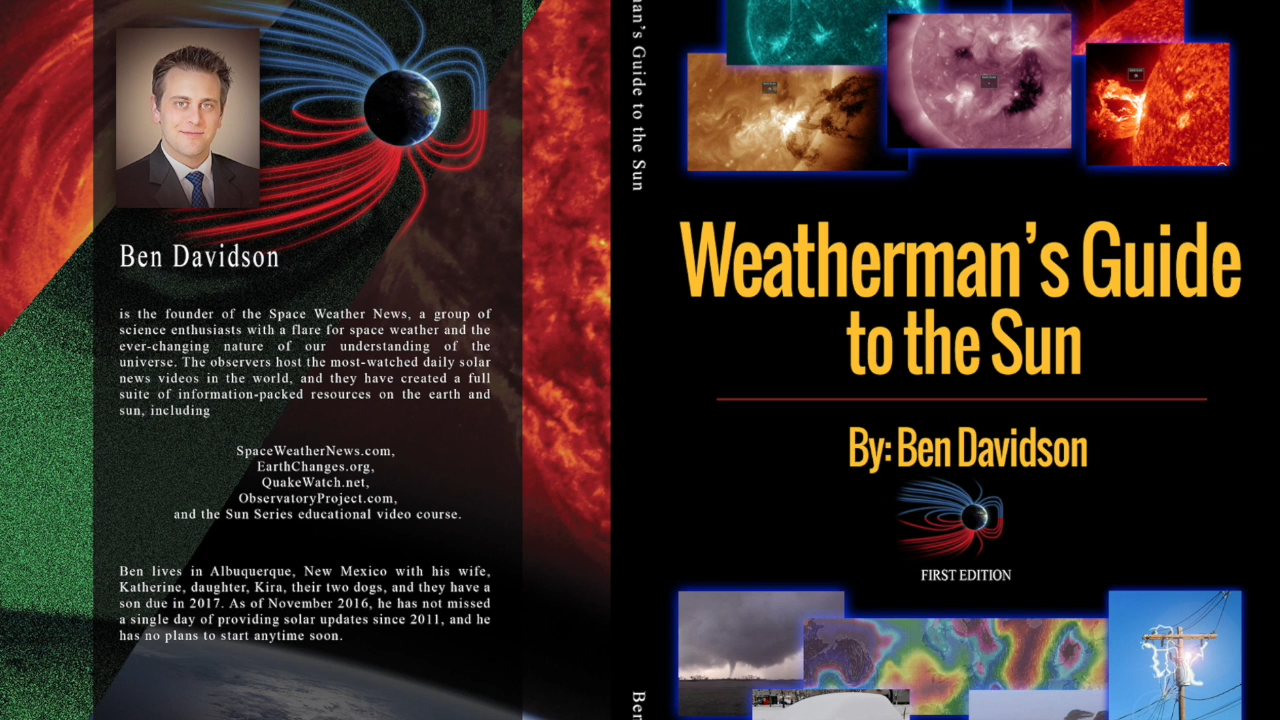 Ben Davidson
is the founder of the Space Weather News, a group of
science enthusiasts with a flare for space weather and the
ever-changing nature of our understanding of the
universe. The observers host the most-watched daily solar
news videos in the world, and they have created a full
suite of information-packed resources on the earth and
sun, including
SpaceWeatherNews.com,
EarthChanges.org,
QuakeWatch.net,
ObservatoryProject.com,
and the Sun Series educational video course.
Ben lives in Albuquerque, New Mexico with his wife,
Katherine, daughter, Kira, their two dogs, and they have a
son due in 2017. As of November 2016, he has not missed
a single day of providing solar updates since 2011, and he
has no plans to start anytime soon.
man's Guide to the Sun
Ben
Weatherman's Guide
to the Sun
By: Ben Davidson
FIRST EDITION